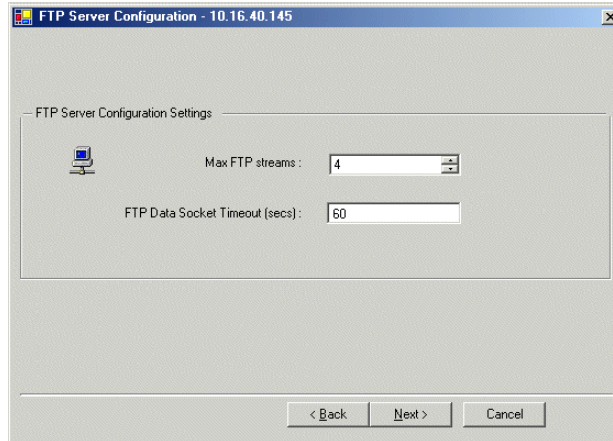 FTP Server Configuration - 10.16.40.145
FTP Server Configuration Settings
Max FTP streams : 4
FTP Data Socket Timeout (secs) : 60
< Back Next > Cancel